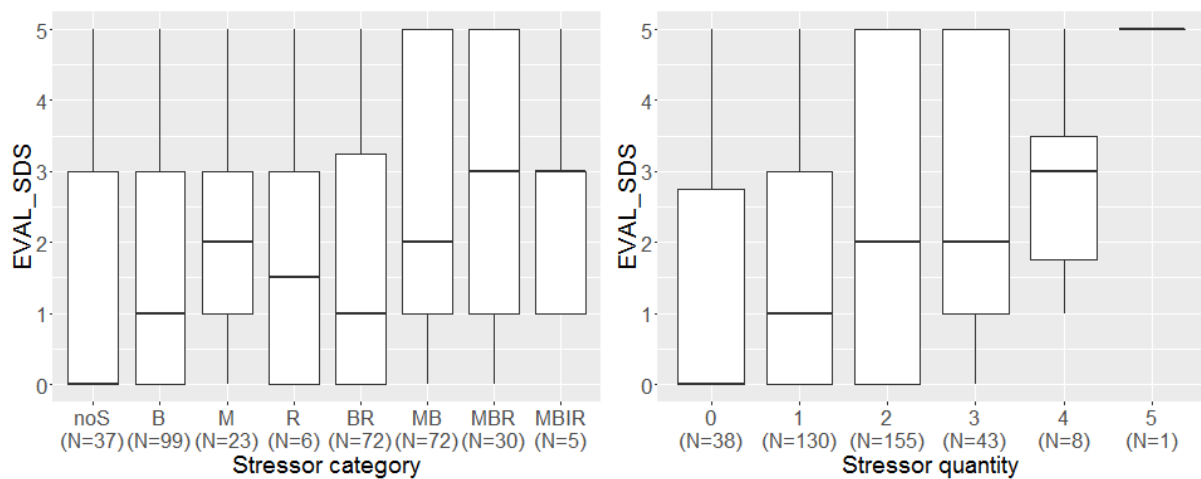 EVAL_SDS
5
4
3
2
1
0
noS B M R BR MB MBR MBIR
(N=37) (N=99) (N=23) (N=6) (N=72) (N=72) (N=30) (N=5)
Stressor category
EVAL_SDS
5
4
3
2
1
0
0 1 2 3 4 5
(N=38) (N=130) (N=155) (N=43) (N=8) (N=1)
Stressor quantity